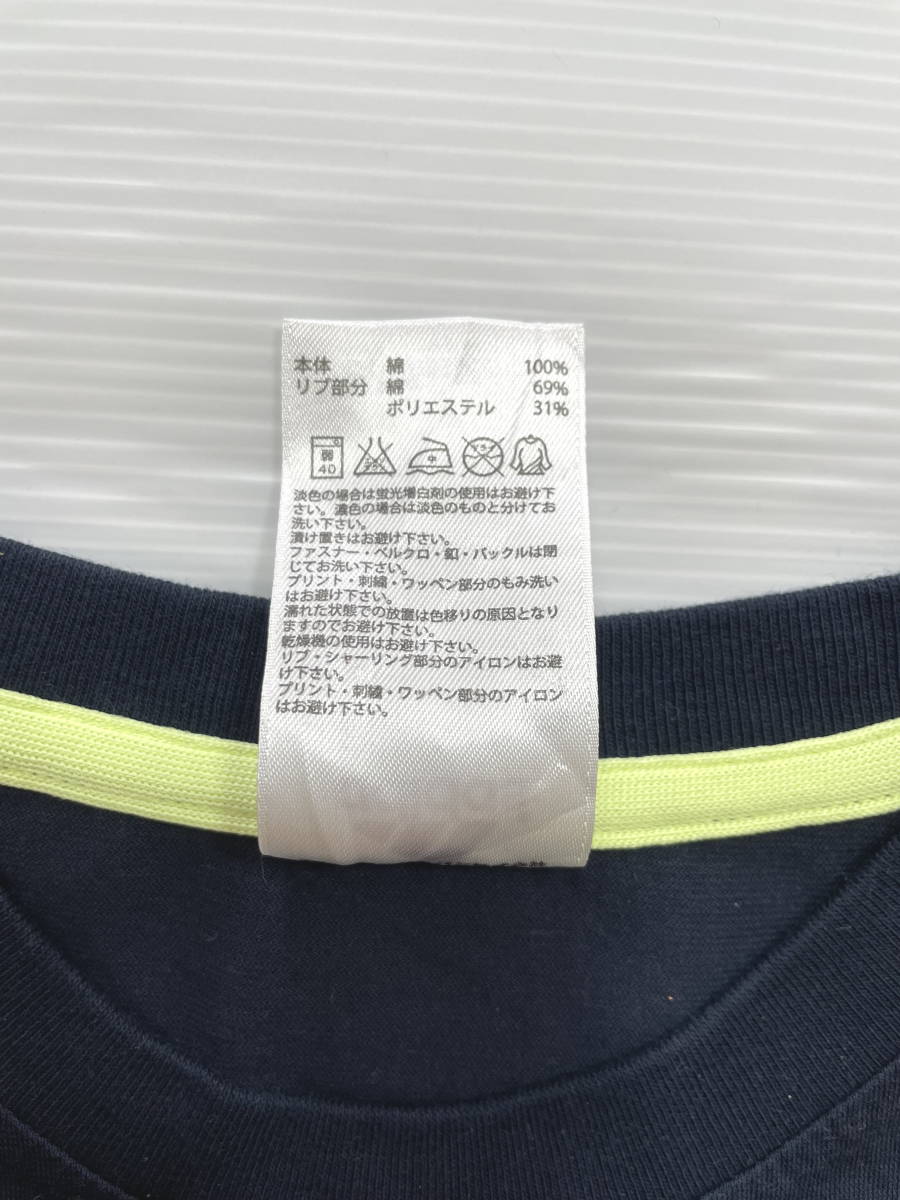 本体 綿 100%
リブ部分 綿 69%
ポリエステル 31%
弱 40 中
淡色の場合は蛍光増白剤の使用はお避け下
さい。濃色の場合は淡色のものと分けてお
洗い下さい。
漬け置きはお避け下さい。
ファスナー・ベルクロ・釦・バックルは閉
じてお洗い下さい。
プリント・刺繍・ワッペン部分のもみ洗い
はお避け下さい。
濡れた状態での放置は色移りの原因となり
ますのでお避け下さい。
乾燥機の使用はお避け下さい。
リブ・シャーリング部分のアイロンはお避
け下さい。
プリント・刺繍・ワッペン部分のアイロン
はお避け下さい。